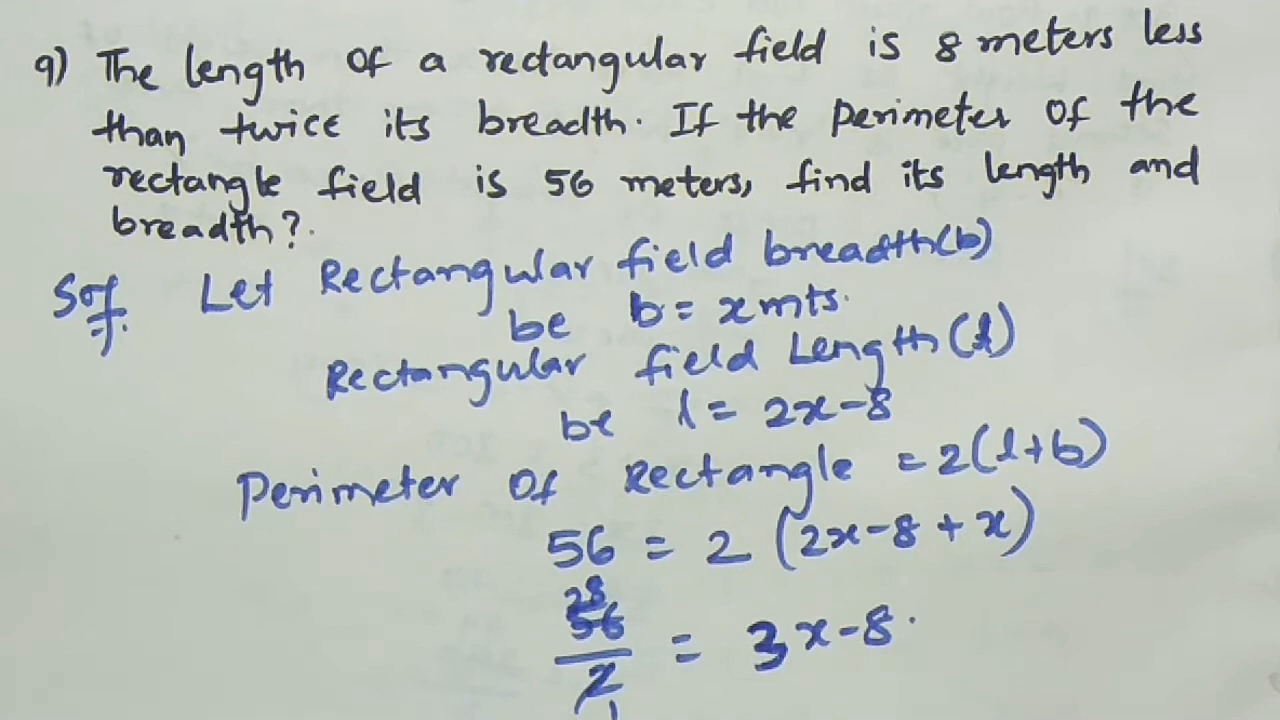 9) The length of a rectangular field is 8 meters less
than twice its breadth. If the perimeter of the
rectangle field is 56 meters, find its length and
breadth?.
Sol. Let Rectangular field breadth(b)
be b = x mts.
Rectangular field Length (l)
be l = 2x-8
Perimeter of Rectangle = 2(l+b)
56 = 2 (2x-8 + x)
28
56/2 = 3x-8.
1